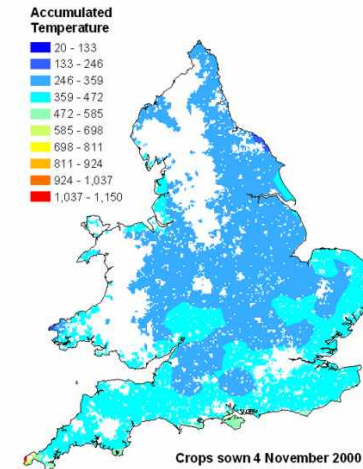 Accumulated
Temperature
20 - 133
133 - 246
246 - 359
359 - 472
472 - 585
585 - 698
698 - 811
811 - 924
924 - 1,037
1,037 - 1,150
Crops sown 4 November 2000